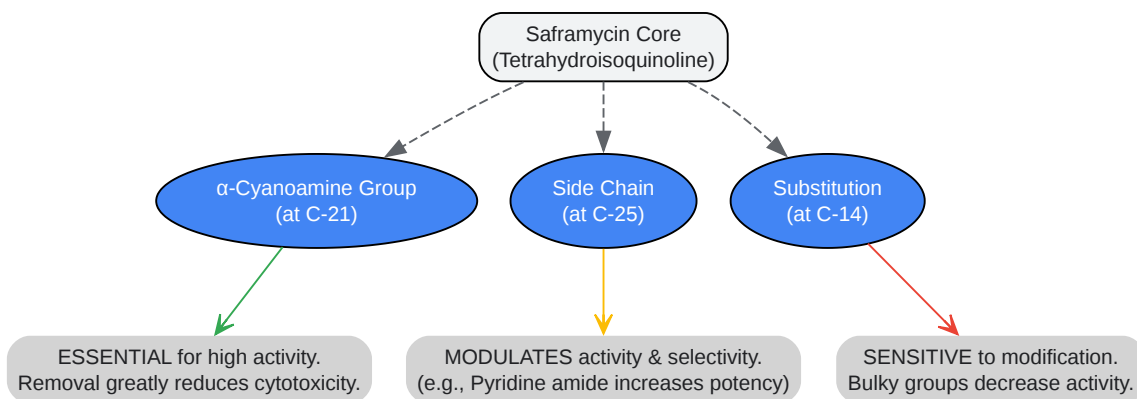 Saframycin Core
(Tetrahydroisoquinoline)
α-Cyanoamine Group
(at C-21)
Side Chain
(at C-25)
Substitution
(at C-14)
ESSENTIAL for high activity.
Removal greatly reduces cytotoxicity.
MODULATES activity & selectivity.
(e.g., Pyridine amide increases potency)
SENSITIVE to modification.
Bulky groups decrease activity.